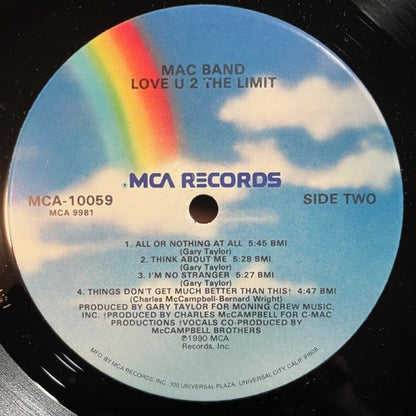 MAC BAND
LOVE U 2 THE LIMIT
MCA RECORDS
MCA-10059
MCA 9981
SIDE TWO
1. ALL OR NOTHING AT ALL 5:45 BMI
(Gary Taylor)
2. THINK ABOUT ME 5:28 BMI
(Gary Taylor)
3. I'M NO STRANGER 5:27 BMI
(Gary Taylor)
4. THINGS DON'T GET MUCH BETTER THAN THIS† 4:47 BMI
(Charles McCampbell-Bernard Wright)
PRODUCED BY GARY TAYLOR FOR MONING CREW MUSIC,
INC. †PRODUCED BY CHARLES McCAMPBELL FOR C-MAC
PRODUCTIONS †VOCALS CO-PRODUCED BY
McCAMPBELL BROTHERS
℗1990 MCA
Records, Inc.
MFD. BY MCA RECORDS, INC., 100 UNIVERSAL PLAZA, UNIVERSAL CITY, CALIF 91608